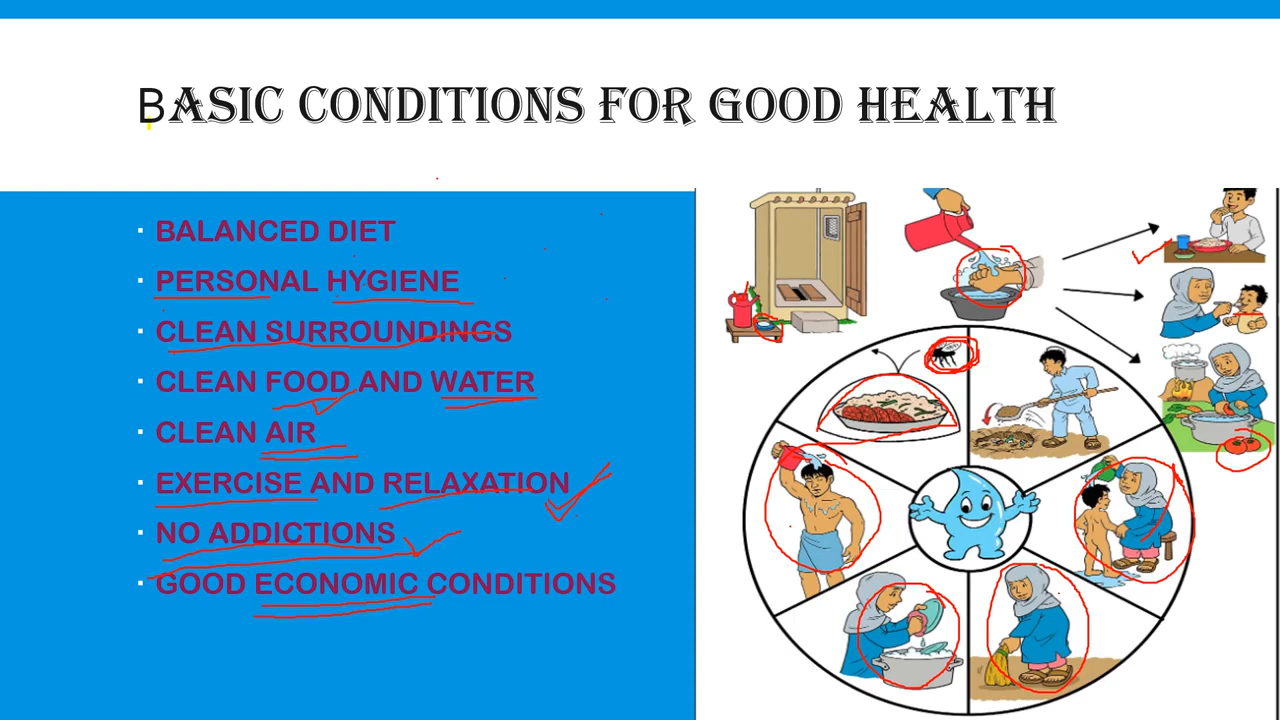 BASIC CONDITIONS FOR GOOD HEALTH
BALANCED DIET
PERSONAL HYGIENE
CLEAN SURROUNDINGS
CLEAN FOOD AND WATER
CLEAN AIR
EXERCISE AND RELAXATION
NO ADDICTIONS
GOOD ECONOMIC CONDITIONS